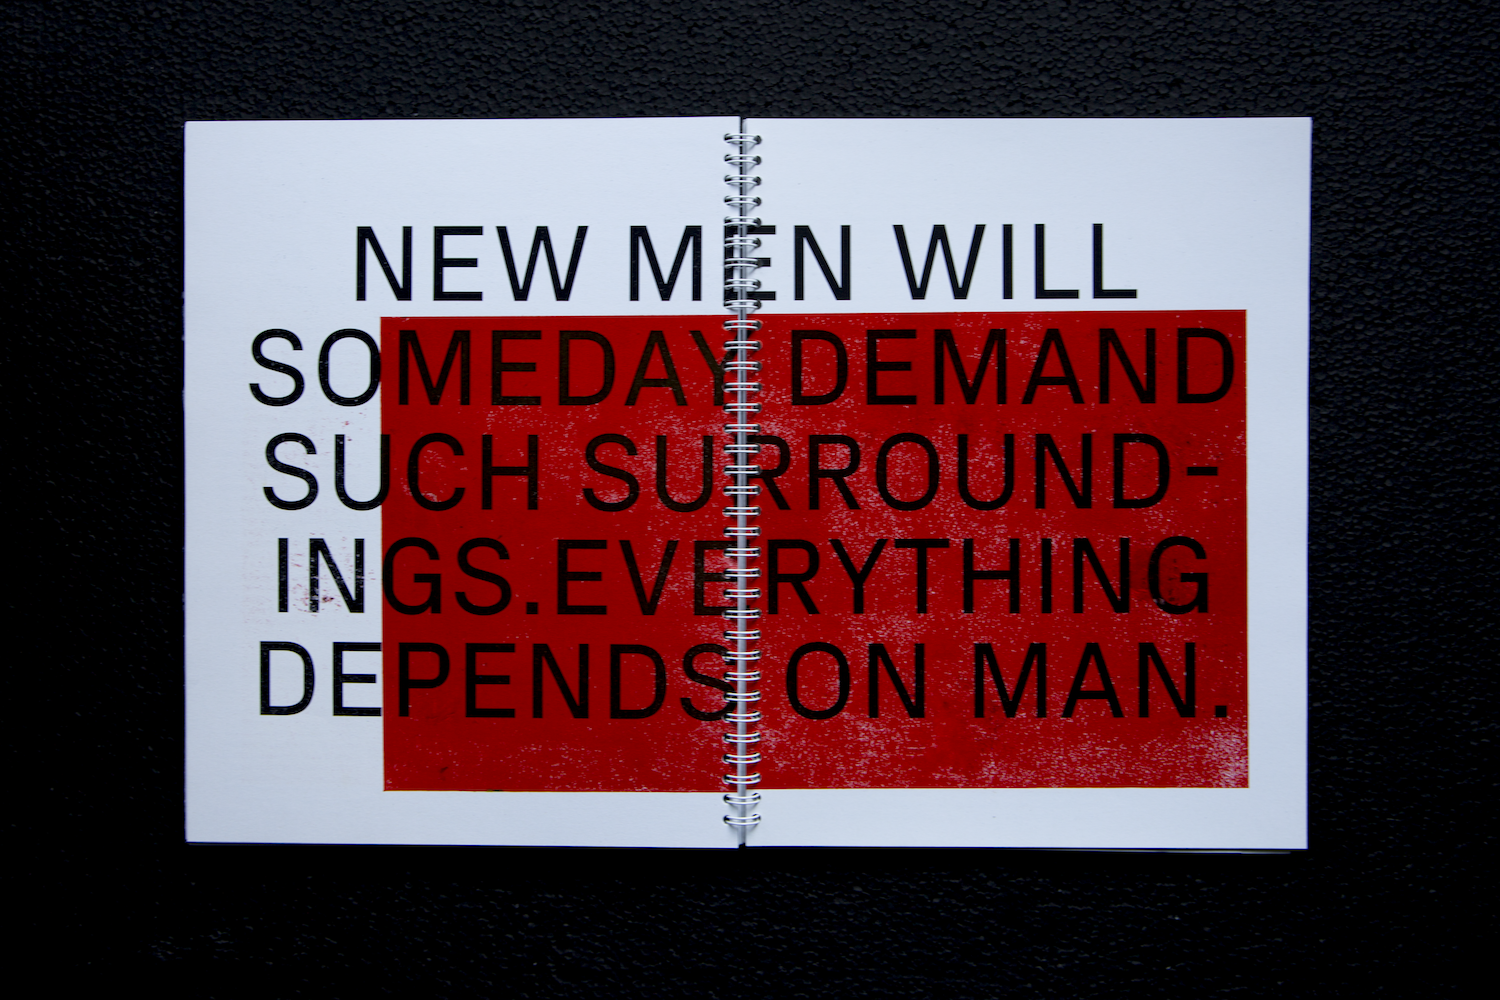 NEW MEN WILL
SOMEDAY DEMAND
SUCH SURROUND-
INGS.EVERYTHING
DEPENDS ON MAN.